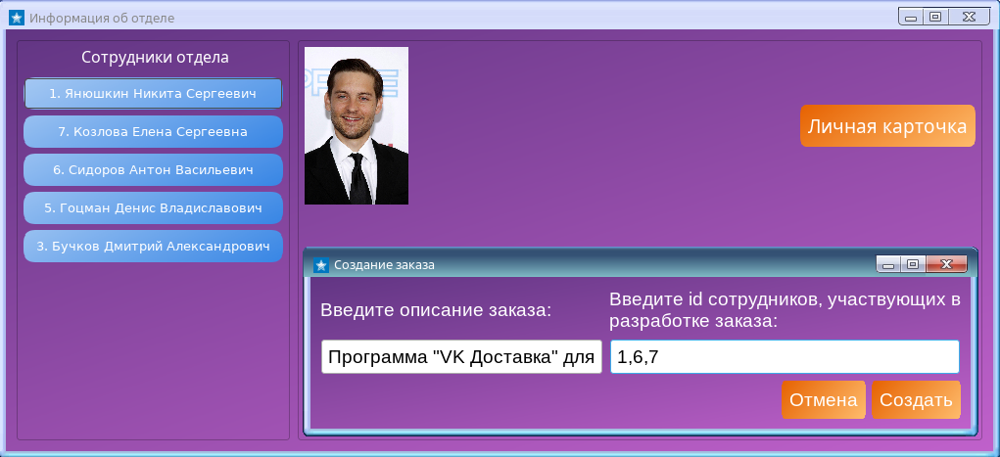 Информация об отделе
Сотрудники отдела
1. Янюшкин Никита Сергеевич
7. Козлова Елена Сергеевна
6. Сидоров Антон Васильевич
5. Гоцман Денис Владиславович
3. Бучков Дмитрий Александрович
Личная карточка
Создание заказа
Введите описание заказа:
Введите id сотрудников, участвующих в
разработке заказа:
Программа "VK Доставка" для
1,6,7
Отмена
Создать